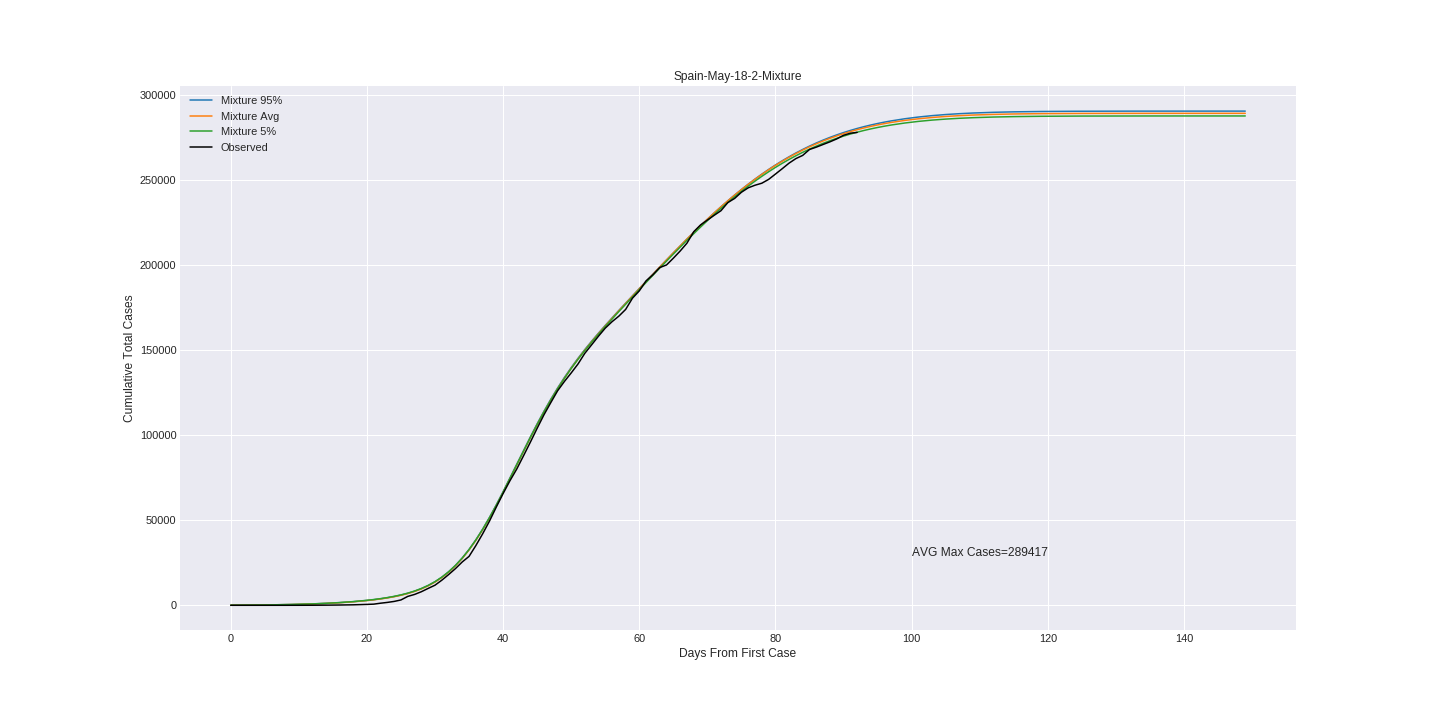 Spain-May-18-2-Mixture
Mixture 95%
Mixture Avg
Mixture 5%
Observed
300000
250000
200000
150000
100000
50000
0
Cumulative Total Cases
AVG Max Cases=289417
0 20 40 60 80 100 120 140
Days From First Case